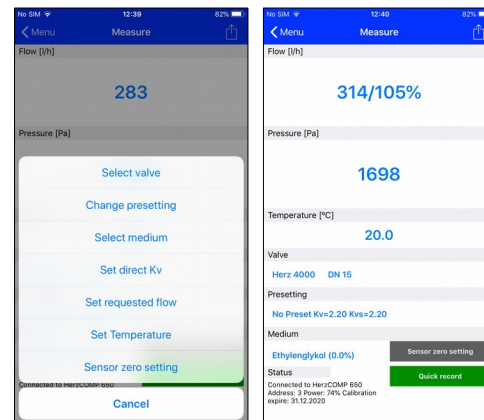 No SIM 12:39 82%
Menu Measure
Flow [l/h]
283
Pressure [Pa]
Select valve
Change presetting
Select medium
Set direct Kv
Set requested flow
Set Temperature
Sensor zero setting
Connected to HerzCOMP 650
Cancel
No SIM 12:40 82%
Menu Measure
Flow [l/h]
314/105%
Pressure [Pa]
1698
Temperature [°C]
20.0
Valve
Herz 4000 DN 15
Presetting
No Preset Kv=2.20 Kvs=2.20
Medium
Ethylenglykol (0.0%)
Sensor zero setting
Status
Connected to HerzCOMP 650
Address: 3 Power: 74% Calibration
expire: 31.12.2020
Quick record